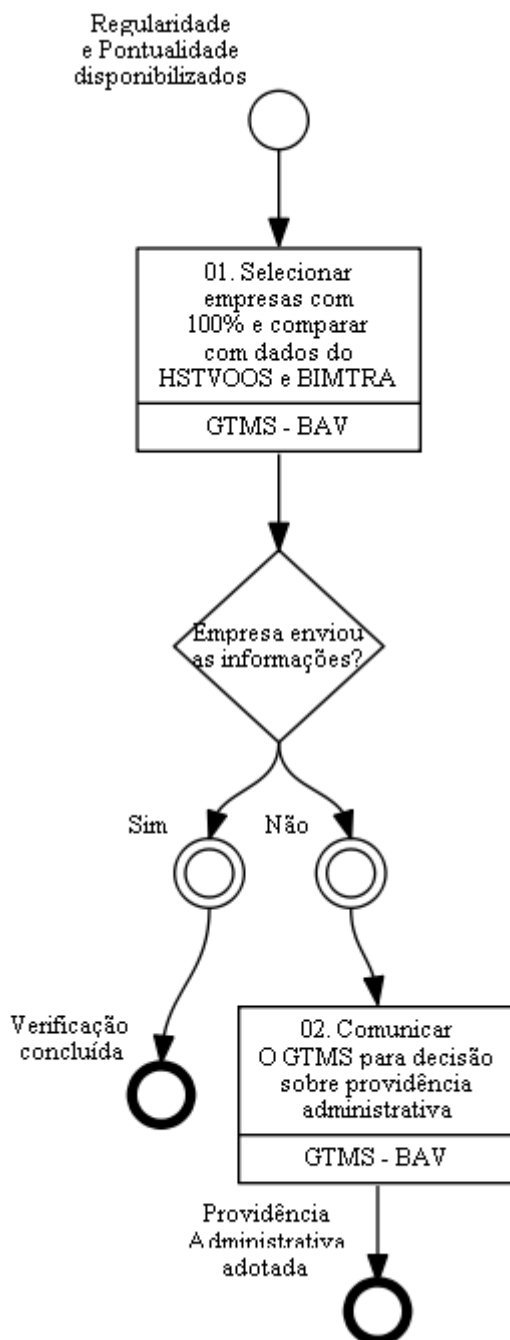 Regularidade
e Pontualidade
disponibilizados
01. Selecionar
empresas com
100% e comparar
com dados do
HSTVOOS e BIMTRA
GTMS - BAV
Empresa enviou
as informações?
Sim
Não
Verificação
concluída
02. Comunicar
O GTMS para decisão
sobre providência
administrativa
GTMS - BAV
Providência
Administrativa
adotada